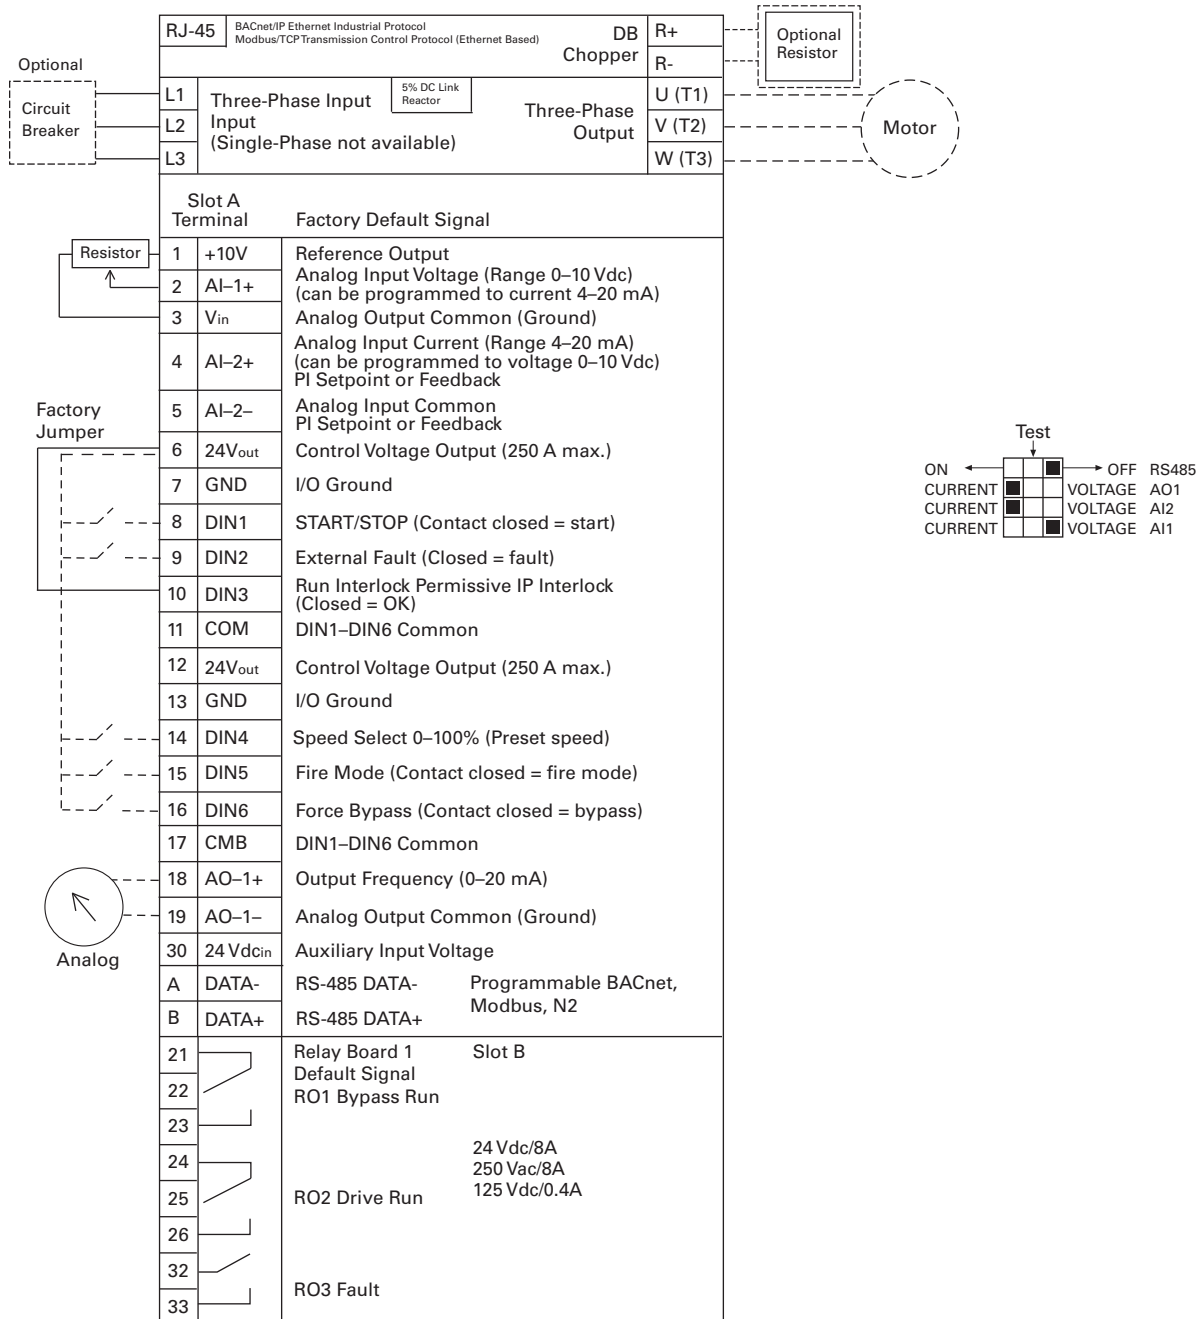 RJ-45 BACnet/IP Ethernet Industrial Protocol
Modbus/TCP Transmission Control Protocol (Ethernet Based)
DB
Chopper
R+
R-
Optional
Resistor
Optional
Circuit
Breaker
L1
L2
L3
Three-Phase Input
Input
(Single-Phase not available)
5% DC Link
Reactor
Three-Phase
Output
U (T1)
V (T2)
W (T3)
Motor
Slot A
Terminal Factory Default Signal
Resistor
1 +10V Reference Output
2 AI–1+ Analog Input Voltage (Range 0–10 Vdc)
(can be programmed to current 4–20 mA)
3 Vin Analog Output Common (Ground)
4 AI–2+ Analog Input Current (Range 4–20 mA)
(can be programmed to voltage 0–10 Vdc)
PI Setpoint or Feedback
5 AI–2– Analog Input Common
PI Setpoint or Feedback
Factory
Jumper
6 24Vout Control Voltage Output (250 A max.)
7 GND I/O Ground
8 DIN1 START/STOP (Contact closed = start)
9 DIN2 External Fault (Closed = fault)
10 DIN3 Run Interlock Permissive IP Interlock
(Closed = OK)
11 COM DIN1–DIN6 Common
12 24Vout Control Voltage Output (250 A max.)
13 GND I/O Ground
14 DIN4 Speed Select 0–100% (Preset speed)
15 DIN5 Fire Mode (Contact closed = fire mode)
16 DIN6 Force Bypass (Contact closed = bypass)
17 CMB DIN1–DIN6 Common
18 AO–1+ Output Frequency (0–20 mA)
19 AO–1– Analog Output Common (Ground)
Analog
30 24 Vdcin Auxiliary Input Voltage
A DATA- RS-485 DATA- Programmable BACnet,
Modbus, N2
B DATA+ RS-485 DATA+
21 Relay Board 1 Slot B
Default Signal
22 RO1 Bypass Run
23
24 24 Vdc/8A
250 Vac/8A
125 Vdc/0.4A
25 RO2 Drive Run
26
32
RO3 Fault
33
Test
ON OFF RS485
CURRENT VOLTAGE AO1
CURRENT VOLTAGE AI2
CURRENT VOLTAGE AI1